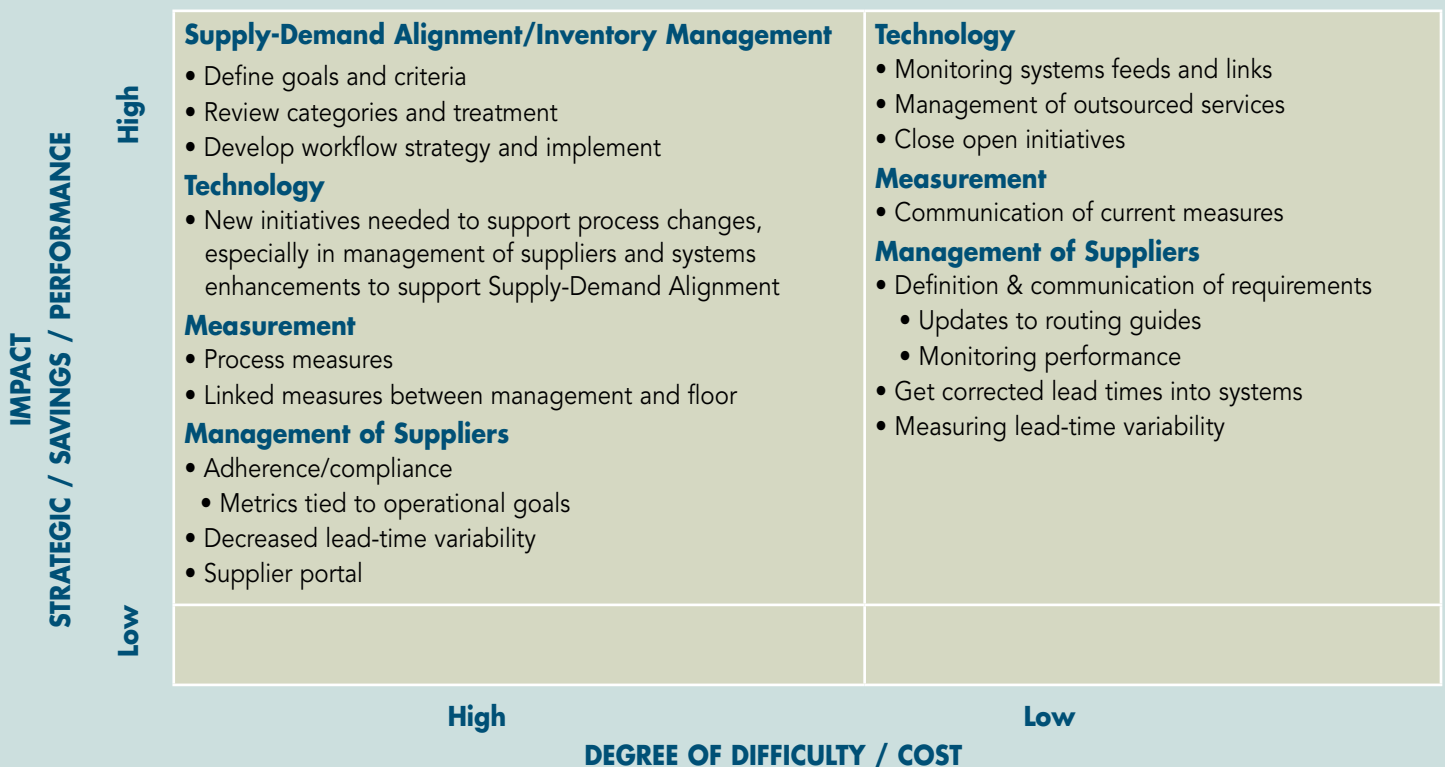 Supply-Demand Alignment/Inventory Management
• Define goals and criteria
• Review categories and treatment
• Develop workflow strategy and implement
Technology
• New initiatives needed to support process changes,
especially in management of suppliers and systems
enhancements to support Supply-Demand Alignment
Measurement
• Process measures
• Linked measures between management and floor
Management of Suppliers
• Adherence/compliance
• Metrics tied to operational goals
• Decreased lead-time variability
• Supplier portal
Technology
• Monitoring systems feeds and links
• Management of outsourced services
• Close open initiatives
Measurement
• Communication of current measures
Management of Suppliers
• Definition & communication of requirements
• Updates to routing guides
• Monitoring performance
• Get corrected lead times into systems
• Measuring lead-time variability
IMPACT
STRATEGIC / SAVINGS / PERFORMANCE
High
Low
High
Low
DEGREE OF DIFFICULTY / COST